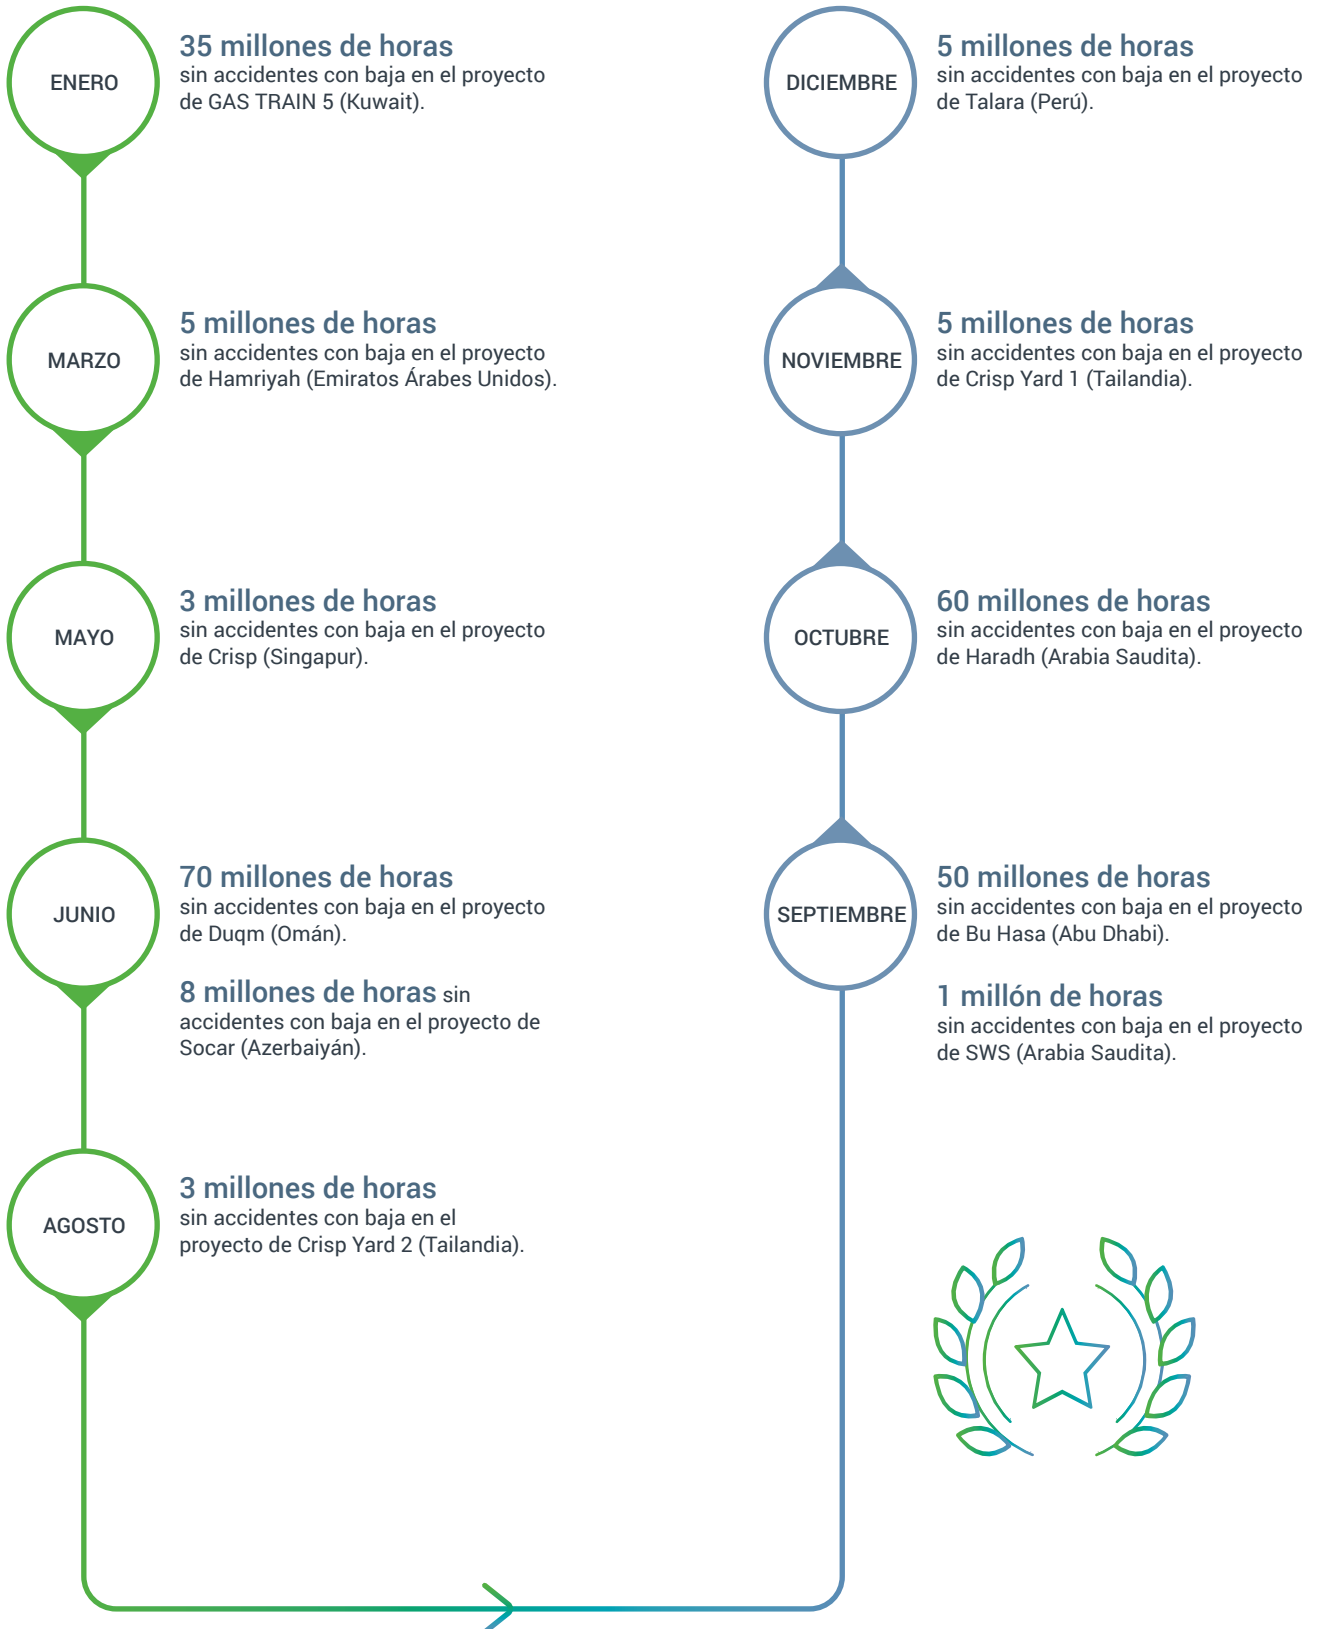 ENERO
35 millones de horas
sin accidentes con baja en el proyecto
de GAS TRAIN 5 (Kuwait).
MARZO
5 millones de horas
sin accidentes con baja en el proyecto
de Hamriyah (Emiratos Árabes Unidos).
MAYO
3 millones de horas
sin accidentes con baja en el proyecto
de Crisp (Singapur).
JUNIO
70 millones de horas
sin accidentes con baja en el proyecto
de Duqm (Omán).
8 millones de horas sin
accidentes con baja en el proyecto de
Socar (Azerbaiyán).
AGOSTO
3 millones de horas
sin accidentes con baja en el
proyecto de Crisp Yard 2 (Tailandia).
SEPTIEMBRE
50 millones de horas
sin accidentes con baja en el proyecto
de Bu Hasa (Abu Dhabi).
1 millón de horas
sin accidentes con baja en el proyecto
de SWS (Arabia Saudita).
OCTUBRE
60 millones de horas
sin accidentes con baja en el proyecto
de Haradh (Arabia Saudita).
NOVIEMBRE
5 millones de horas
sin accidentes con baja en el proyecto
de Crisp Yard 1 (Tailandia).
DICIEMBRE
5 millones de horas
sin accidentes con baja en el proyecto
de Talara (Perú).